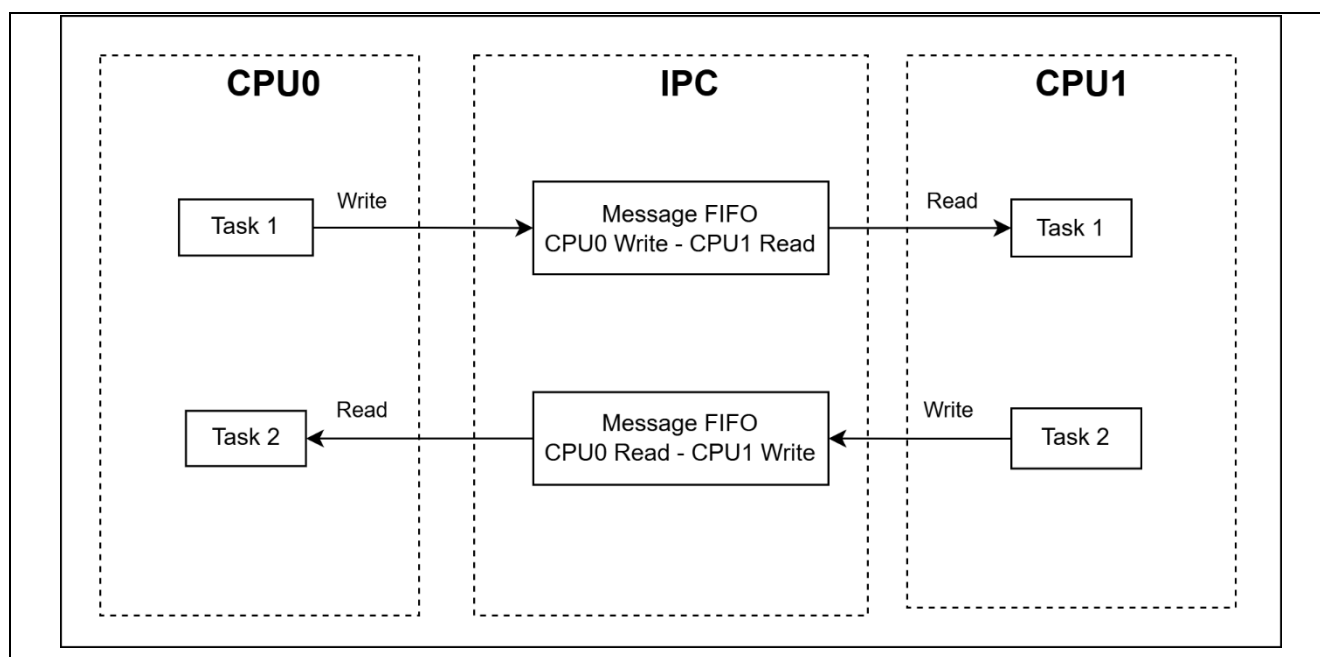 CPU0
IPC
CPU1
Write
Read
Task 1
Message FIFO
CPU0 Write - CPU1 Read
Task 1
Read
Write
Task 2
Message FIFO
CPU0 Read - CPU1 Write
Task 2